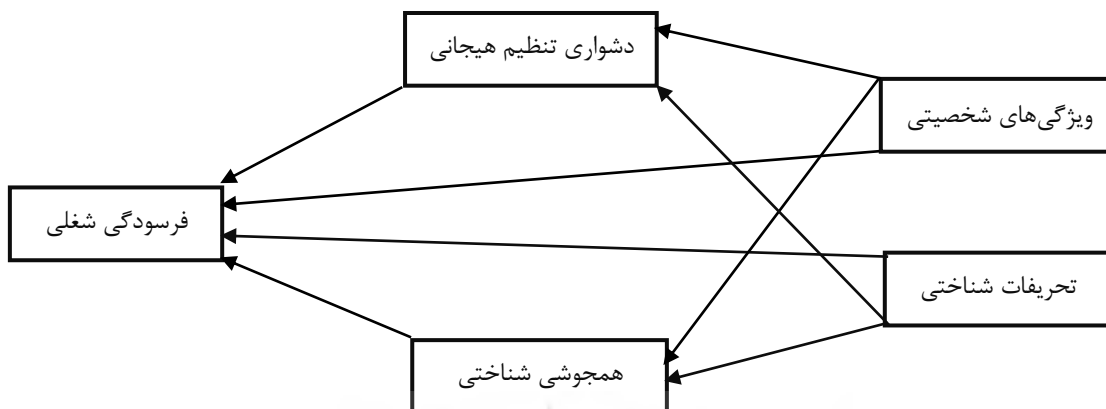 دشواری تنظیم هیجانی
ویژگی‌های شخصیتی
فرسودگی شغلی
تحریفات شناختی
همجوشی شناختی